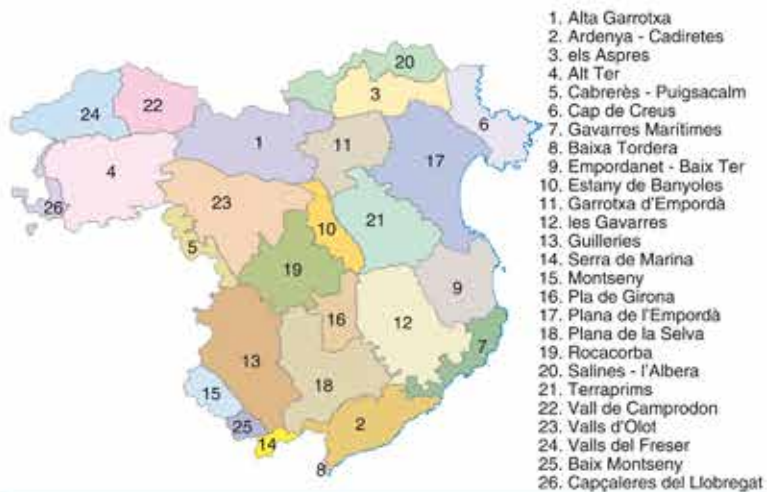 1. Alta Garrotxa
2. Ardenya - Cadiretes
3. els Aspres
4. Alt Ter
5. Cabrerès - Puigsacalm
6. Cap de Creus
7. Gavarres Marítimes
8. Baixa Tordera
9. Empordanet - Baix Ter
10. Estany de Banyoles
11. Garrotxa d'Empordà
12. les Gavarres
13. Guilleries
14. Serra de Marina
15. Montseny
16. Pla de Girona
17. Plana de l'Empordà
18. Plana de la Selva
19. Rocacorba
20. Salines - l'Albera
21. Terraprims
22. Vall de Camprodon
23. Valls d'Olot
24. Valls del Freser
25. Baix Montseny
26. Capçaleres del Llobregat
20
22
3
24
6
1
11
17
4
23
26
21
10
5
19
9
16
12
7
13
18
15
2
25
14
8